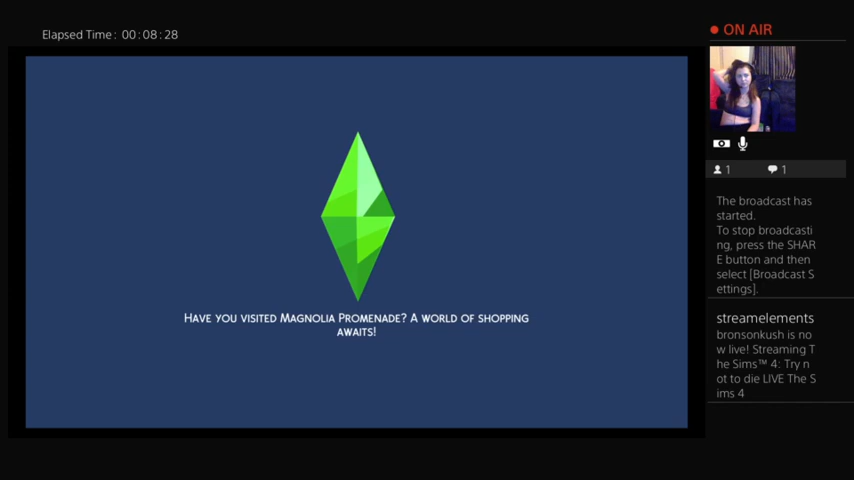 Elapsed Time: 00:08:28
ON AIR
1
1
The broadcast has
started.
To stop broadcasti
ng, press the SHAR
E button and then
select [Broadcast S
ettings].
streamelements
bronsonkush is no
w live! Streaming T
he Sims™ 4: Try n
ot to die LIVE The S
ims 4
HAVE YOU VISITED MAGNOLIA PROMENADE? A WORLD OF SHOPPING
AWAITS!